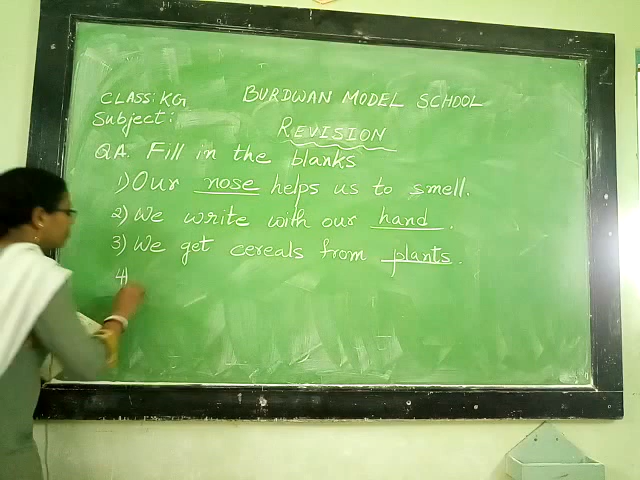 CLASS: KG
BURDWAN MODEL SCHOOL
Subject:
REVISION
QA. Fill in the blanks
1) Our nose helps us to smell.
2) We write with our hand.
3) We get cereals from plants.
4)